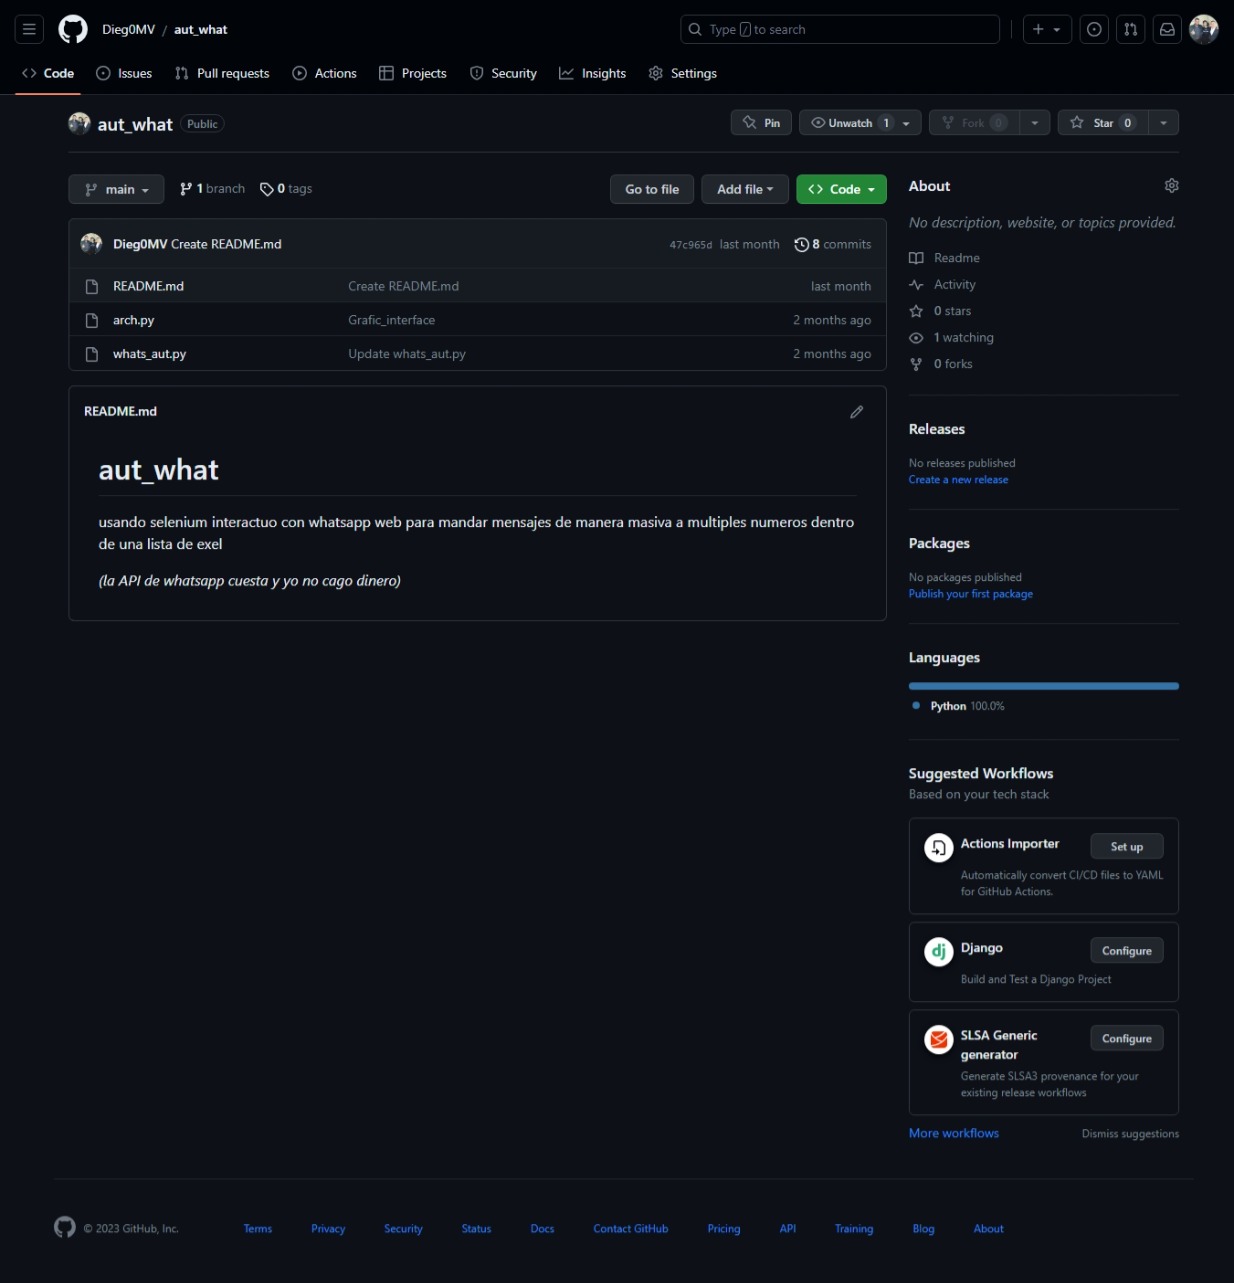 Dieg0MV / aut_what
Type / to search
Code Issues Pull requests Actions Projects Security Insights Settings
aut_what Public
Pin Unwatch 1 Fork 0 Star 0
main 1 branch 0 tags Go to file Add file Code
Dieg0MV Create README.md 47c965d last month 8 commits
README.md Create README.md last month
arch.py Grafic_interface 2 months ago
whats_aut.py Update whats_aut.py 2 months ago
README.md
aut_what
usando selenium interactuo con whatsapp web para mandar mensajes de manera masiva a multiples numeros dentro
de una lista de exel
(la API de whatsapp cuesta y yo no cago dinero)
About
No description, website, or topics provided.
Readme
Activity
0 stars
1 watching
0 forks
Releases
No releases published
Create a new release
Packages
No packages published
Publish your first package
Languages
Python 100.0%
Suggested Workflows
Based on your tech stack
Actions Importer Set up
Automatically convert CI/CD files to YAML
for GitHub Actions.
dj Django Configure
Build and Test a Django Project
SLSA Generic
generator Configure
Generate SLSA3 provenance for your
existing release workflows
More workflows Dismiss suggestions
© 2023 GitHub, Inc. Terms Privacy Security Status Docs Contact GitHub Pricing API Training Blog About